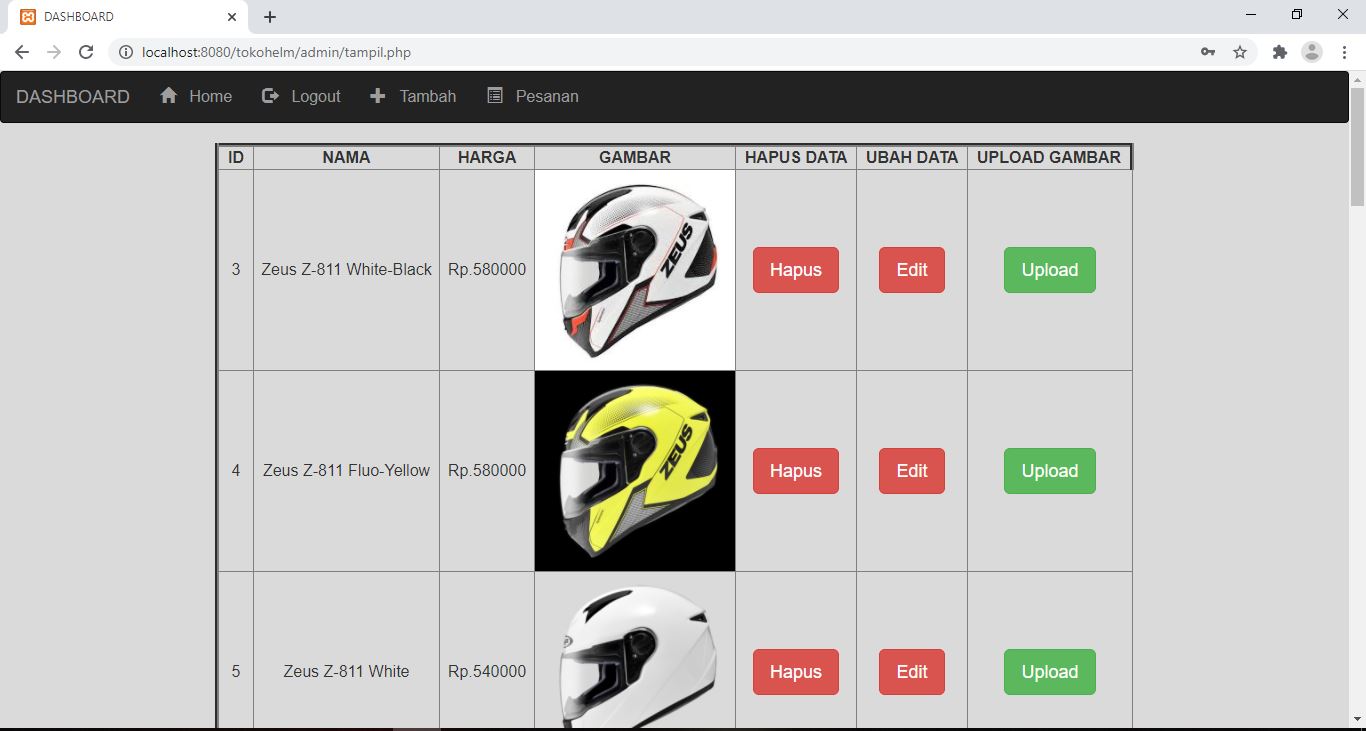 DASHBOARD
localhost:8080/tokohelm/admin/tampil.php
DASHBOARD Home Logout Tambah Pesanan
ID NAMA HARGA GAMBAR HAPUS DATA UBAH DATA UPLOAD GAMBAR
3 Zeus Z-811 White-Black Rp.580000 ZEUS Hapus Edit Upload
4 Zeus Z-811 Fluo-Yellow Rp.580000 ZEUS Hapus Edit Upload
5 Zeus Z-811 White Rp.540000 Hapus Edit Upload